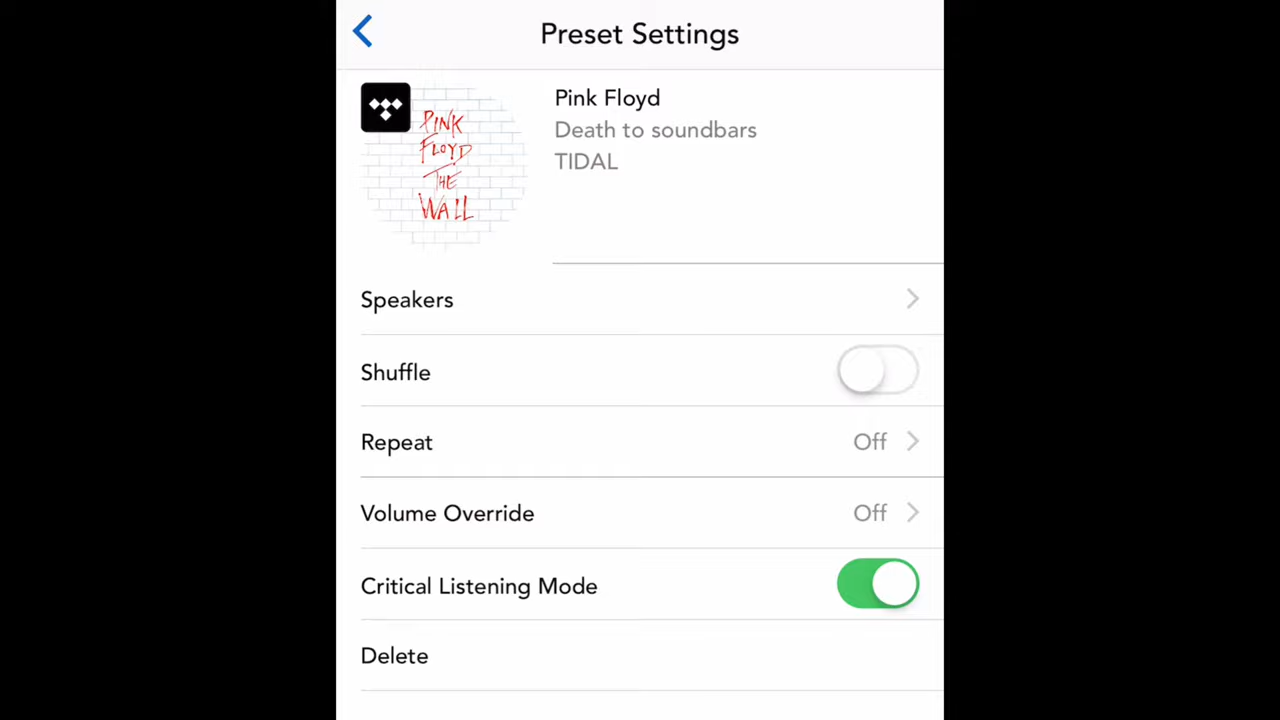 Preset Settings
Pink Floyd
Death to soundbars
TIDAL
PINK
FLOYD
THE
WALL
Speakers
Shuffle
Repeat Off
Volume Override Off
Critical Listening Mode
Delete